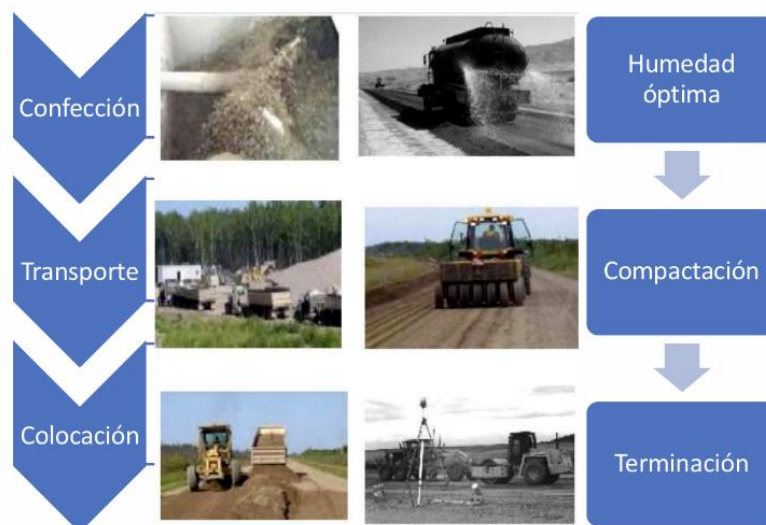 Confección
Humedad
óptima
Transporte
Compactación
Colocación
Terminación